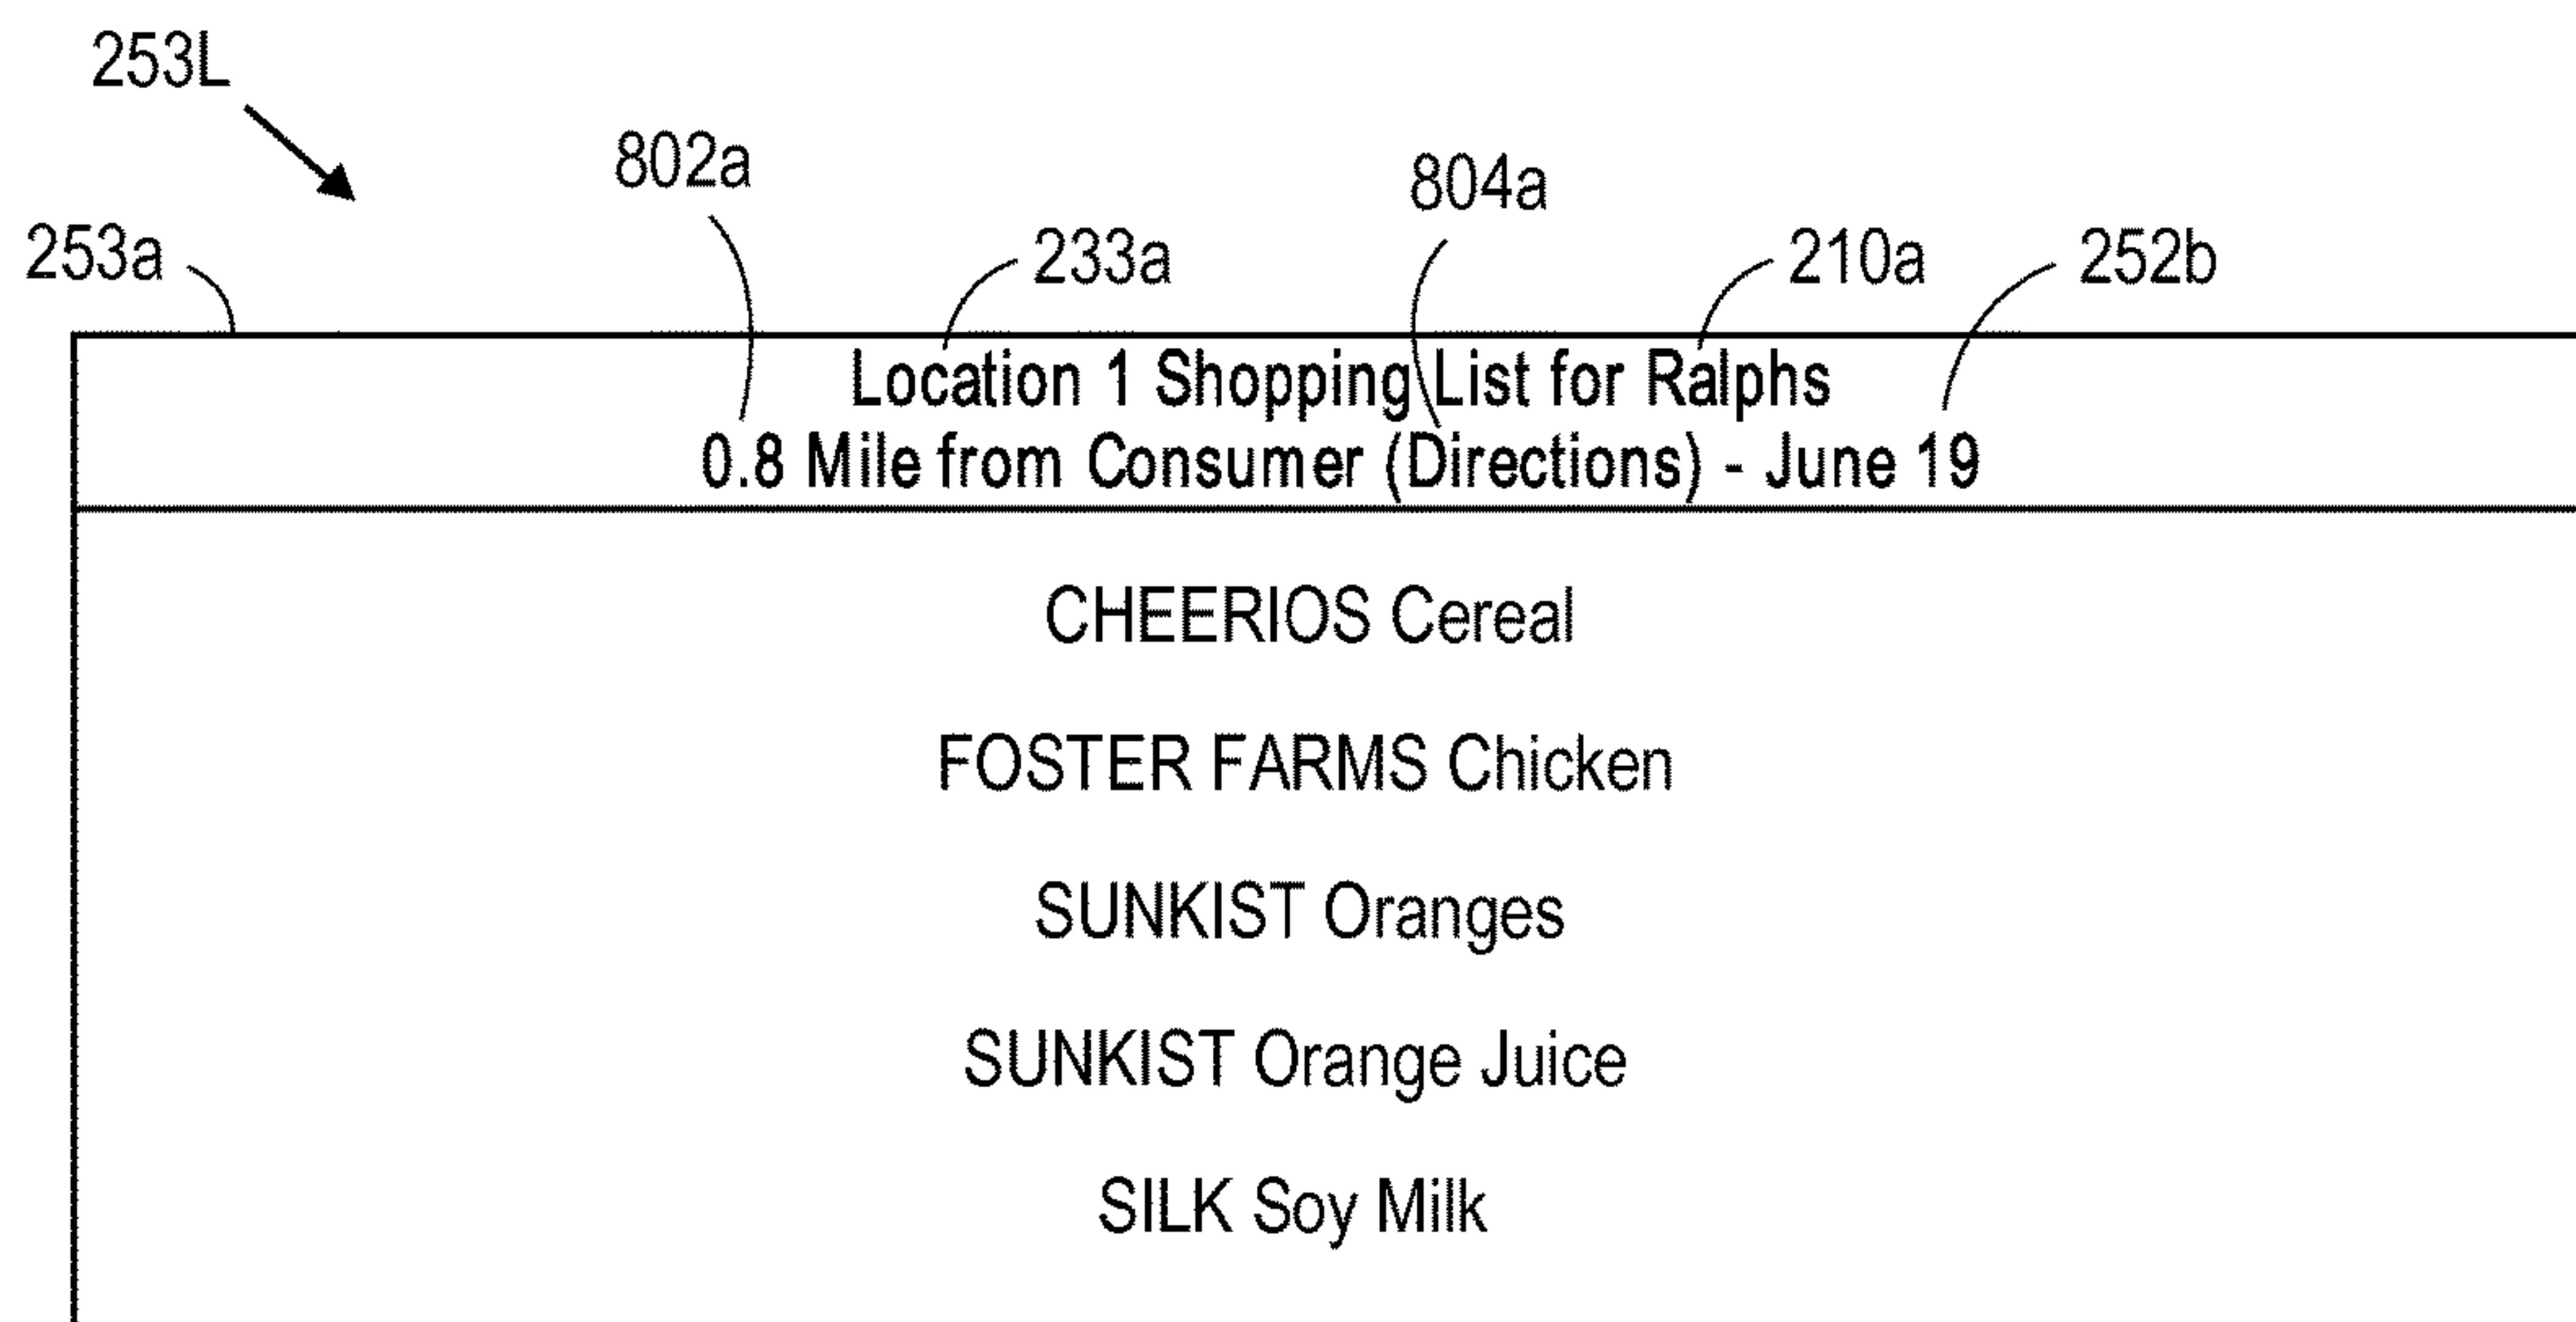 253L
802a
804a
253a
233a
210a
252b
Location 1 Shopping List for Ralphs
0.8 Mile from Consumer (Directions) - June 19
CHEERIOS Cereal
FOSTER FARMS Chicken
SUNKIST Oranges
SUNKIST Orange Juice
SILK Soy Milk